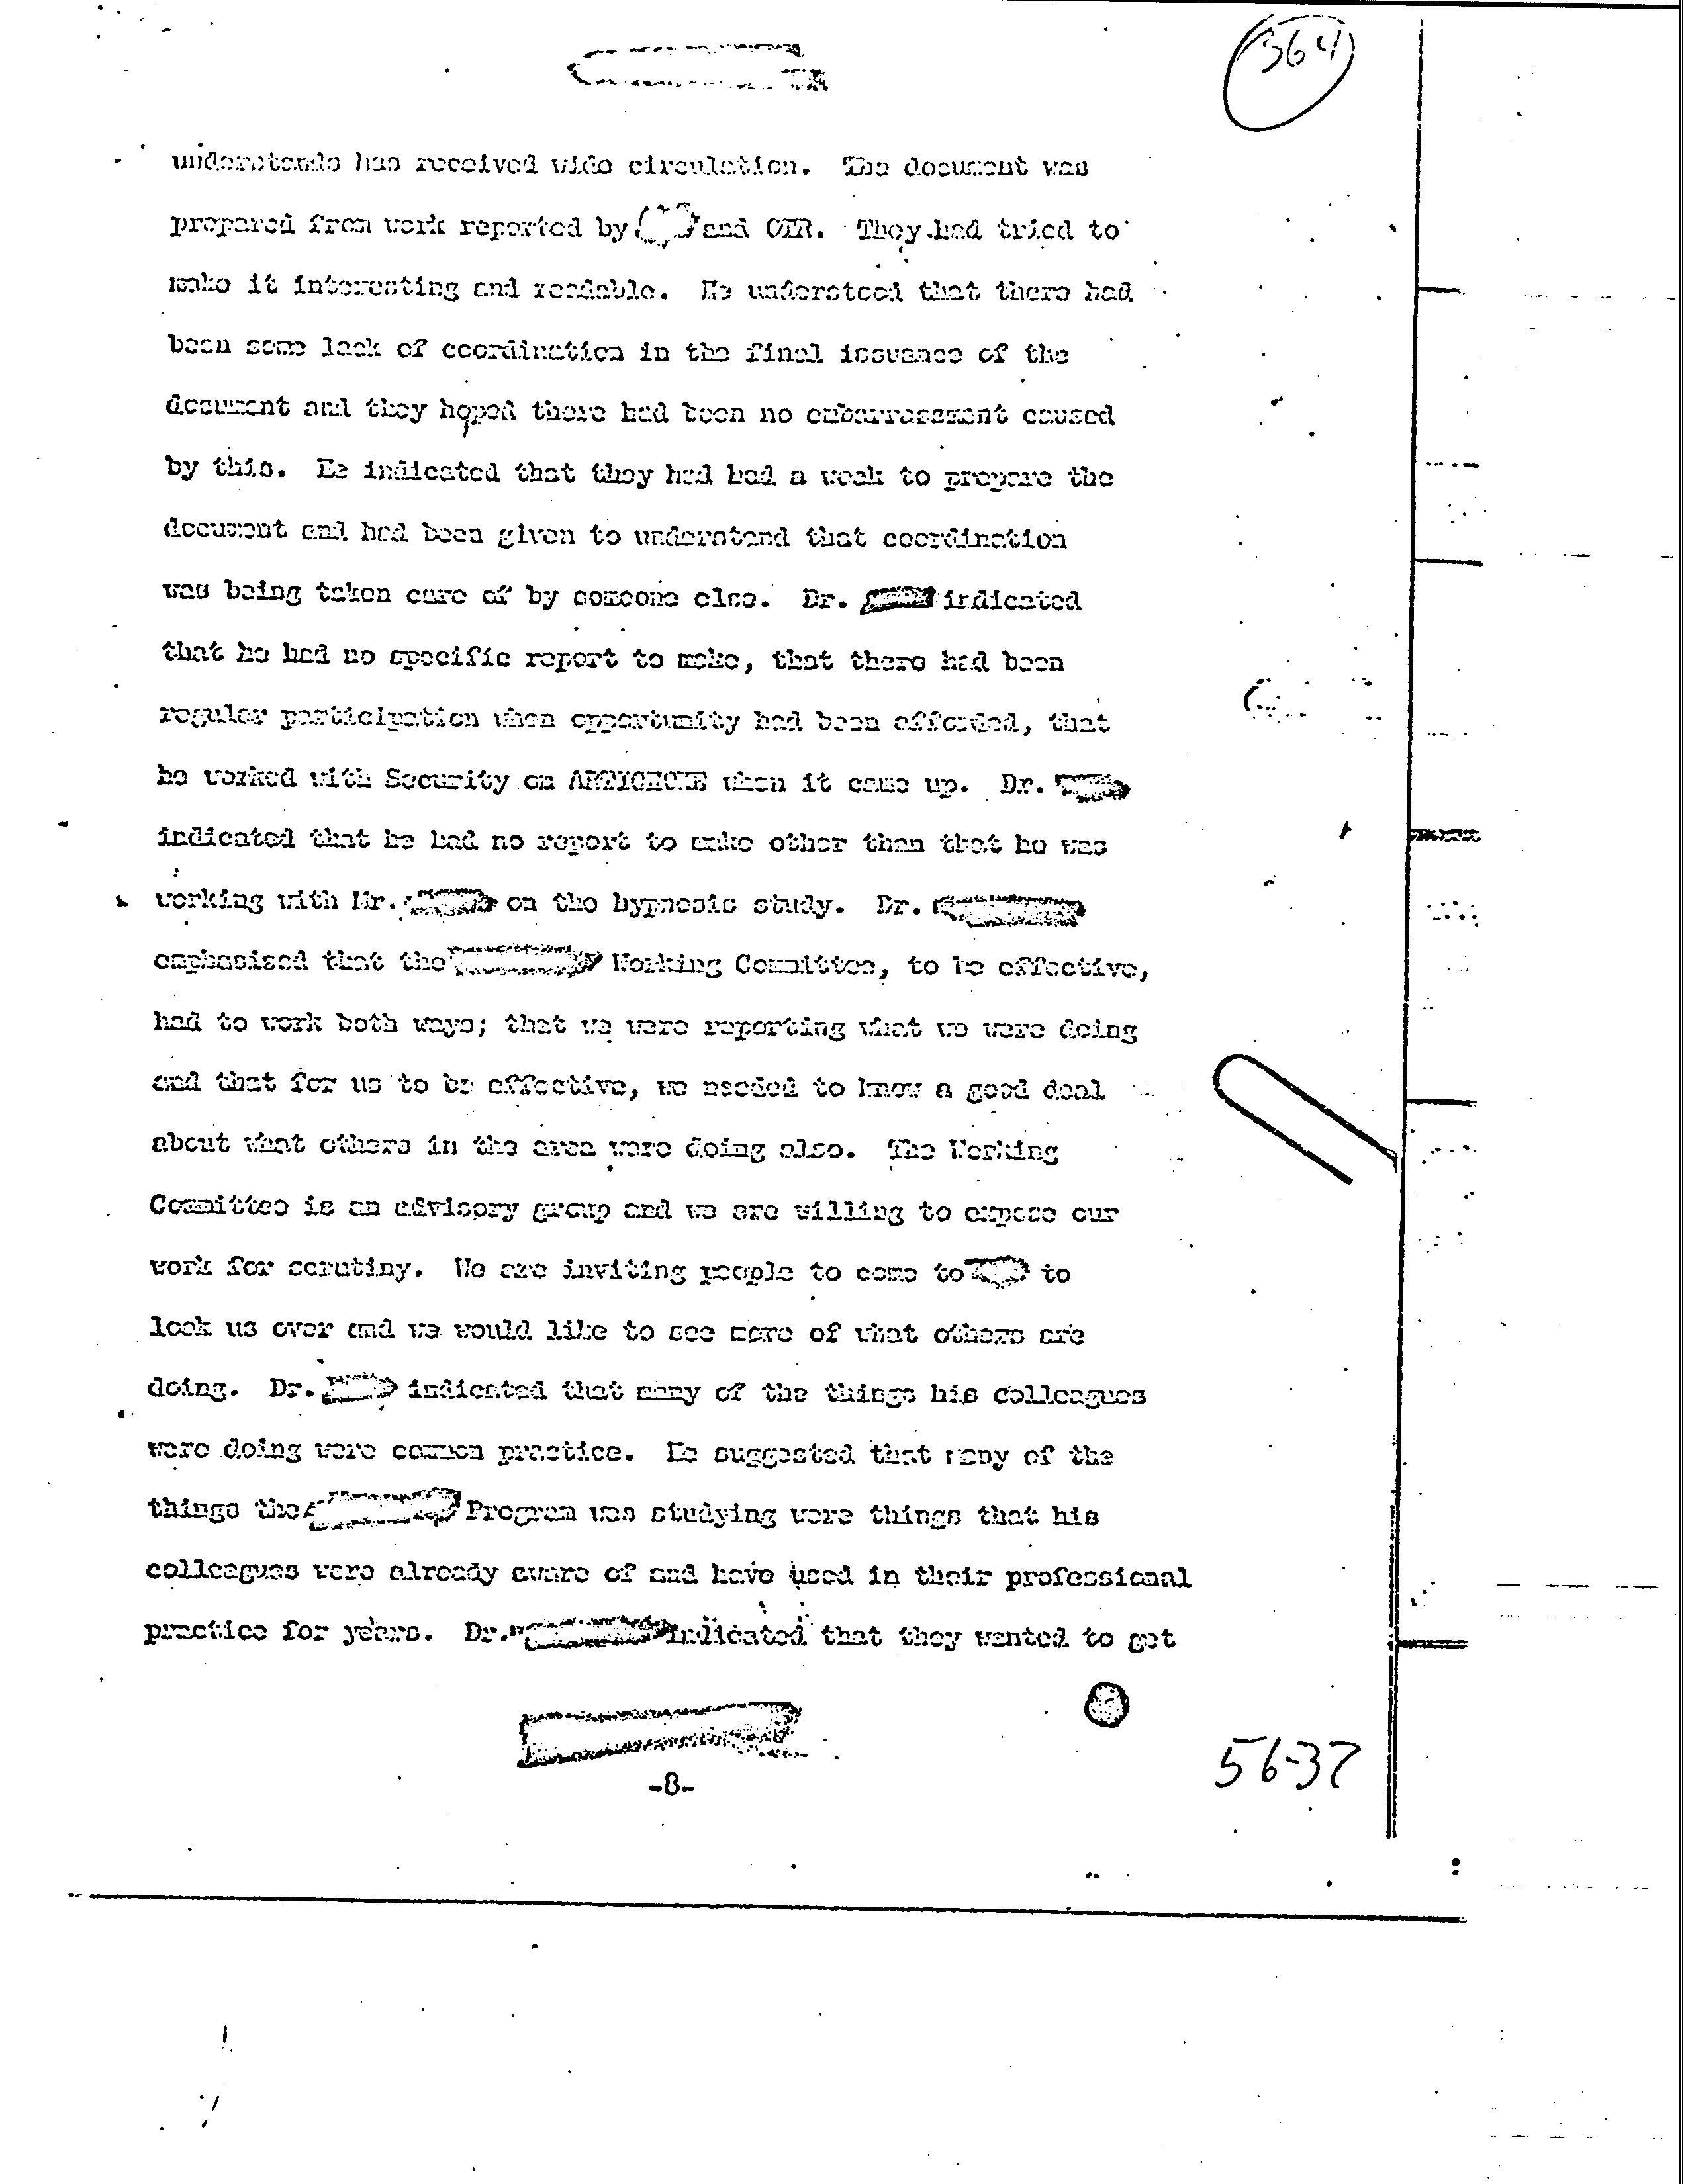 364
understands has received wide circulation. The document was
prepared from work reported by and OTR. They had tried to
make it interesting and readable. He understood that there had
been some lack of coordination in the final issuance of the
document and they hoped there had been no embarrassment caused
by this. He indicated that they had had a week to prepare the
document and had been given to understand that coordination
was being taken care of by someone else. Dr. indicated
that he had no specific report to make, that there had been
regular participation when opportunity had been afforded, that
he worked with Security on ARTICHOKE when it came up. Dr.
indicated that he had no report to make other than that he was
working with Mr. on the hypnosis study. Dr.
emphasized that the Working Committee, to be effective,
had to work both ways; that we were reporting what we were doing
and that for us to be effective, we needed to know a good deal
about what others in the area were doing also. The Working
Committee is an advisory group and we are willing to expose our
work for scrutiny. We are inviting people to come to to
look us over and we would like to see more of what others are
doing. Dr. indicated that many of the things his colleagues
were doing were common practice. He suggested that many of the
things the Program was studying were things that his
colleagues were already aware of and have used in their professional
practice for years. Dr. indicated that they wanted to get
-8-
56-37